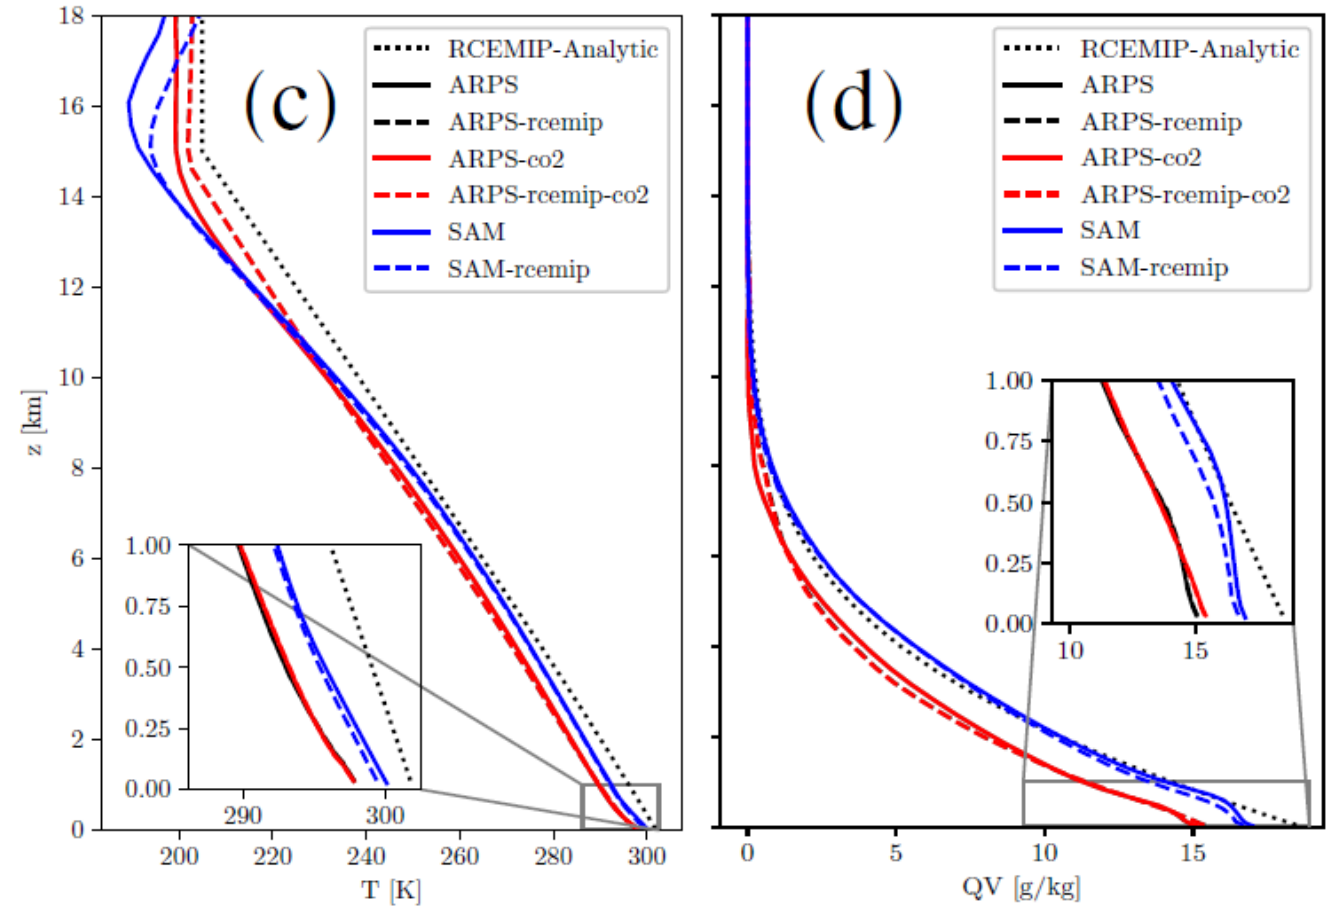 (c)
RCEMIP-Analytic
ARPS
ARPS-rcemip
ARPS-co2
ARPS-rcemip-co2
SAM
SAM-rcemip
18
16
14
12
10
8
6
4
2
0
z [km]
200
220
240
260
280
300
T [K]
1.00
0.75
0.50
0.25
0.00
290
300
(d)
RCEMIP-Analytic
ARPS
ARPS-rcemip
ARPS-co2
ARPS-rcemip-co2
SAM
SAM-rcemip
1.00
0.75
0.50
0.25
0.00
10
15
0
5
10
15
QV [g/kg]